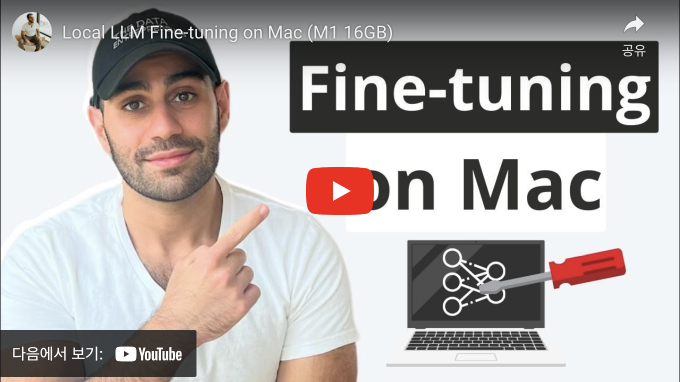 Local LLM Fine-tuning on Mac (M1 16GB)
공유
Fine-tuning
on Mac
다음에서 보기: YouTube